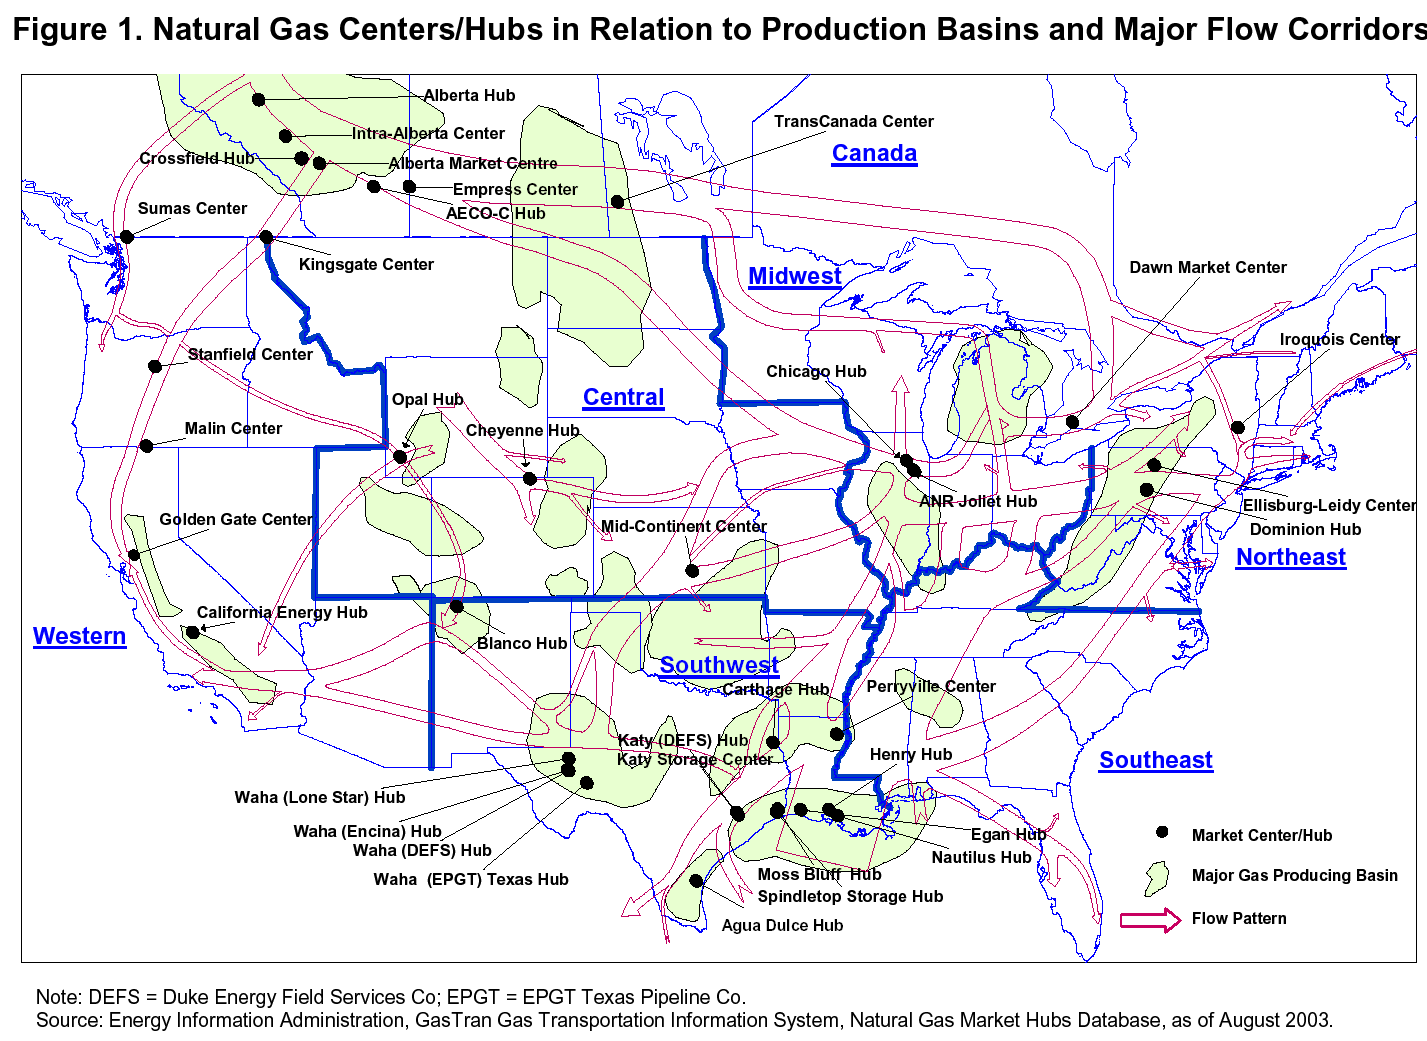 Figure 1. Natural Gas Centers/Hubs in Relation to Production Basins and Major Flow Corridors
Alberta Hub
TransCanada Center
Intra-Alberta Center
Canada
Crossfield Hub
Alberta Market Centre
Empress Center
Sumas Center
AECO-C Hub
Kingsgate Center
Dawn Market Center
Midwest
Iroquois Center
Stanfield Center
Chicago Hub
Central
Opal Hub
Malin Center
Cheyenne Hub
ANR Joliet Hub
Ellisburg-Leidy Center
Golden Gate Center
Mid-Continent Center
Dominion Hub
Northeast
California Energy Hub
Western
Blanco Hub
Southwest
Carthage Hub
Perryville Center
Katy (DEFS) Hub
Henry Hub
Katy Storage Center
Southeast
Waha (Lone Star) Hub
Waha (Encina) Hub
Egan Hub
Market Center/Hub
Waha (DEFS) Hub
Nautilus Hub
Moss Bluff Hub
Major Gas Producing Basin
Waha (EPGT) Texas Hub
Spindletop Storage Hub
Flow Pattern
Agua Dulce Hub
Note: DEFS = Duke Energy Field Services Co; EPGT = EPGT Texas Pipeline Co.
Source: Energy Information Administration, GasTran Gas Transportation Information System, Natural Gas Market Hubs Database, as of August 2003.